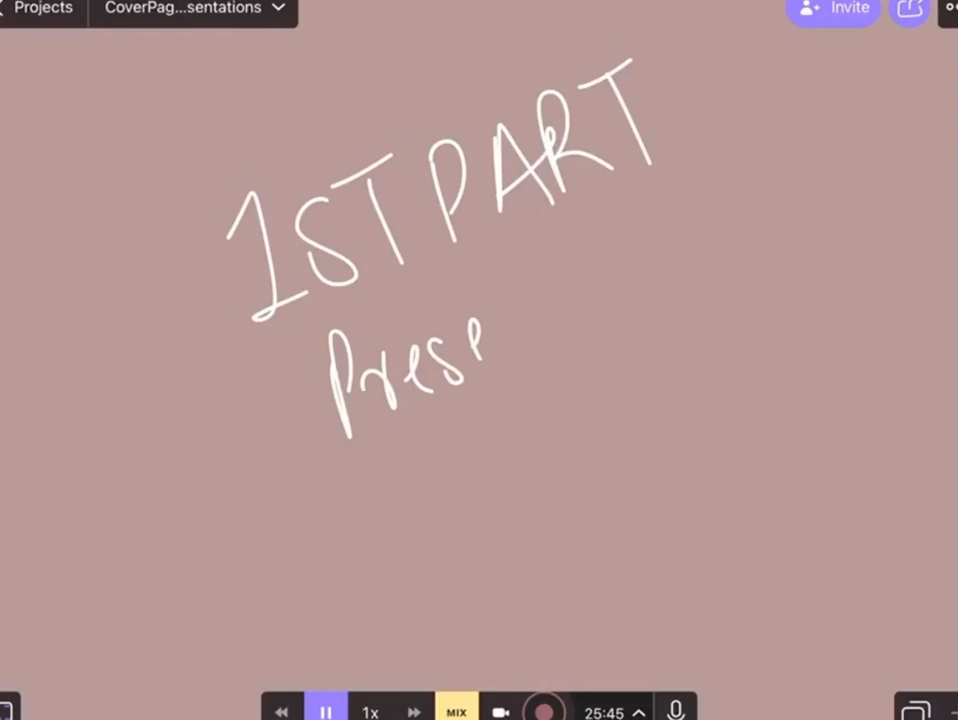 Projects
CoverPag...sentations
Invite
1ST PART
Prese
1x
MIX
25:45